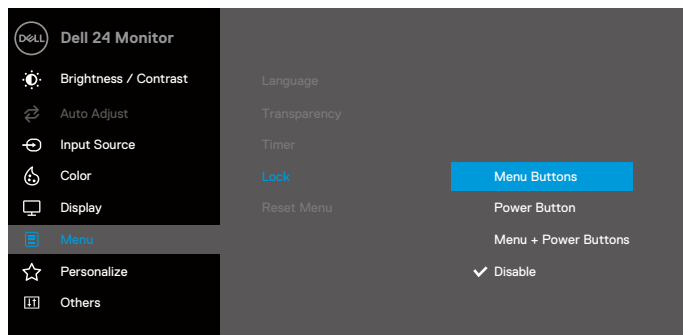 DELL Dell 24 Monitor
Brightness / Contrast
Auto Adjust
Input Source
Color
Display
Menu
Personalize
Others
Language
Transparency
Timer
Lock
Reset Menu
Menu Buttons
Power Button
Menu + Power Buttons
Disable